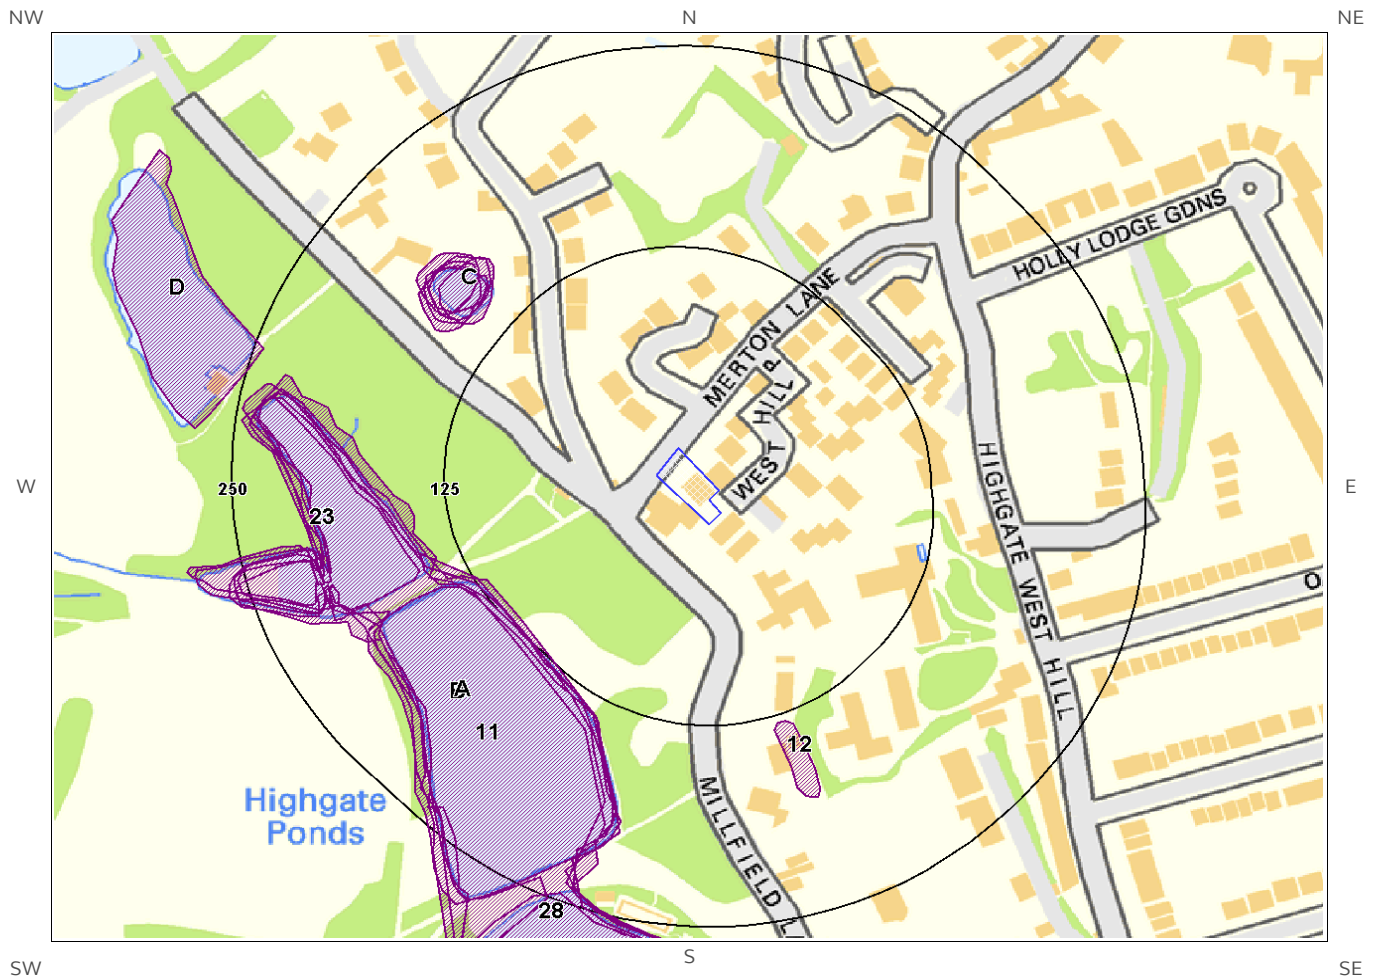 NW
N
NE
C
D
HOLLY LODGE GDNS
MERTON LANE
W
250
125
23
WEST HILL P
HIGHGATE WEST HILL
E
O
A
11
12
Highgate
Ponds
MILLFIELD L
28
SW
S
SE